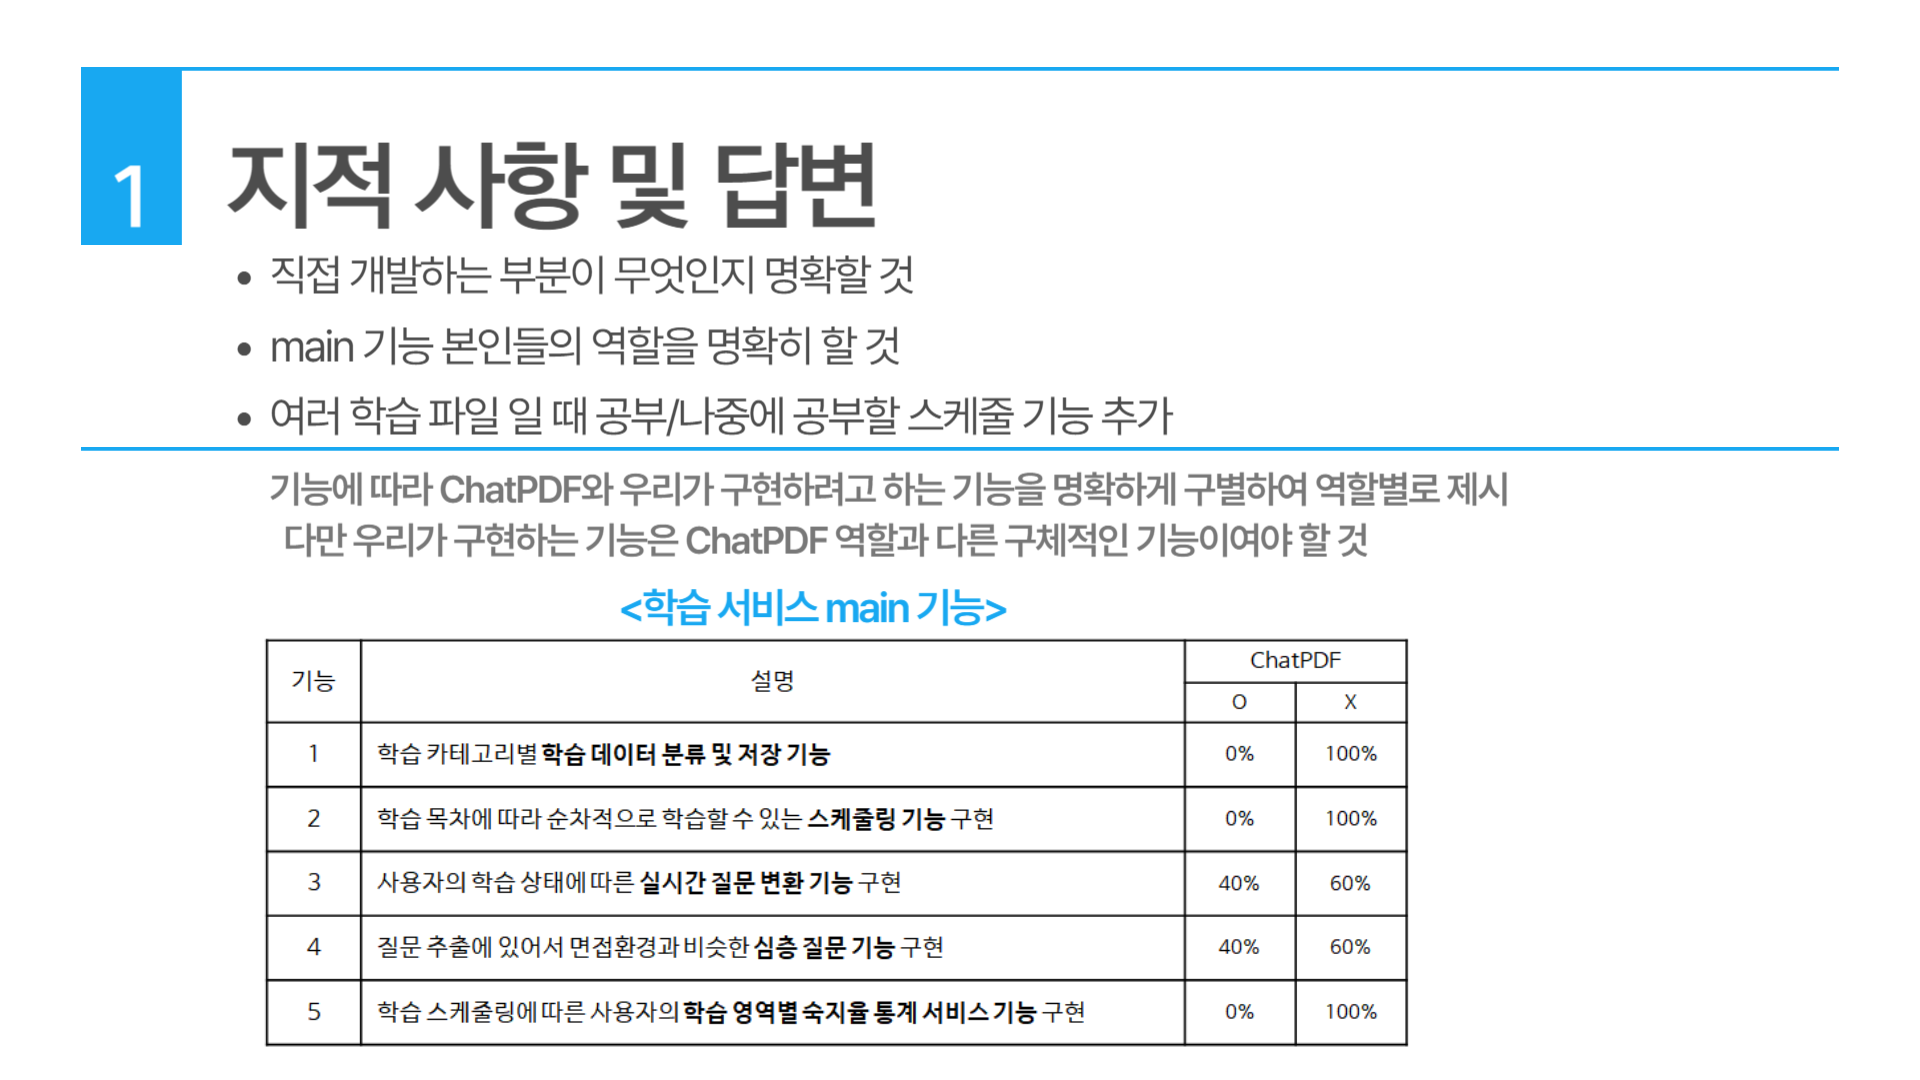 1
지적 사항 및 답변
• 직접 개발하는 부분이 무엇인지 명확할 것
• main 기능 본인들의 역할을 명확히 할 것
• 여러 학습 파일 일 때 공부/나중에 공부할 스케줄 기능 추가
기능에 따라 ChatPDF와 우리가 구현하려고 하는 기능을 명확하게 구별하여 역할별로 제시
다만 우리가 구현하는 기능은 ChatPDF 역할과 다른 구체적인 기능이여야 할 것
<학습 서비스 main 기능>
기능 설명 ChatPDF
O X
1 학습 카테고리별 학습 데이터 분류 및 저장 기능 0% 100%
2 학습 목차에 따라 순차적으로 학습할 수 있는 스케줄링 기능 구현 0% 100%
3 사용자의 학습 상태에 따른 실시간 질문 변환 기능 구현 40% 60%
4 질문 추출에 있어서 면접환경과 비슷한 심층 질문 기능 구현 40% 60%
5 학습 스케줄링에 따른 사용자의 학습 영역별 숙지율 통계 서비스 기능 구현 0% 100%